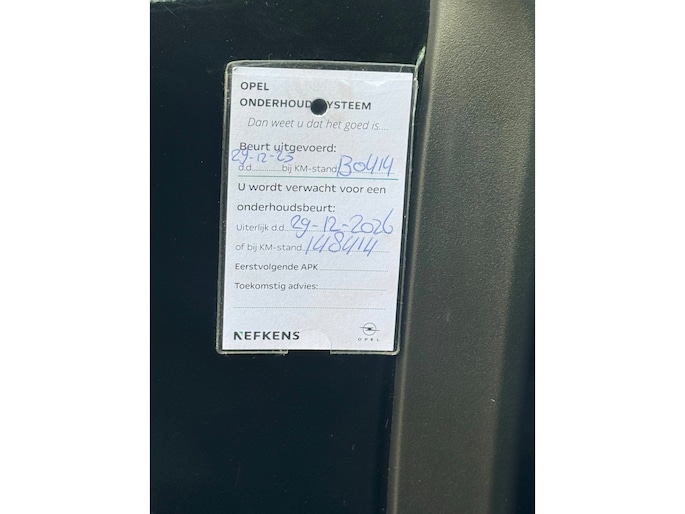 OPEL
ONDERHOUDSSYSTEEM
Dan weet u dat het goed is....
Beurt uitgevoerd:
29-12-25
d.d. bij KM-stand 130414
U wordt verwacht voor een
onderhoudsbeurt:
Uiterlijk d.d. 29-12-2026
of bij KM-stand 148414
Eerstvolgende APK
Toekomstig advies:
NEFKENS
OPEL